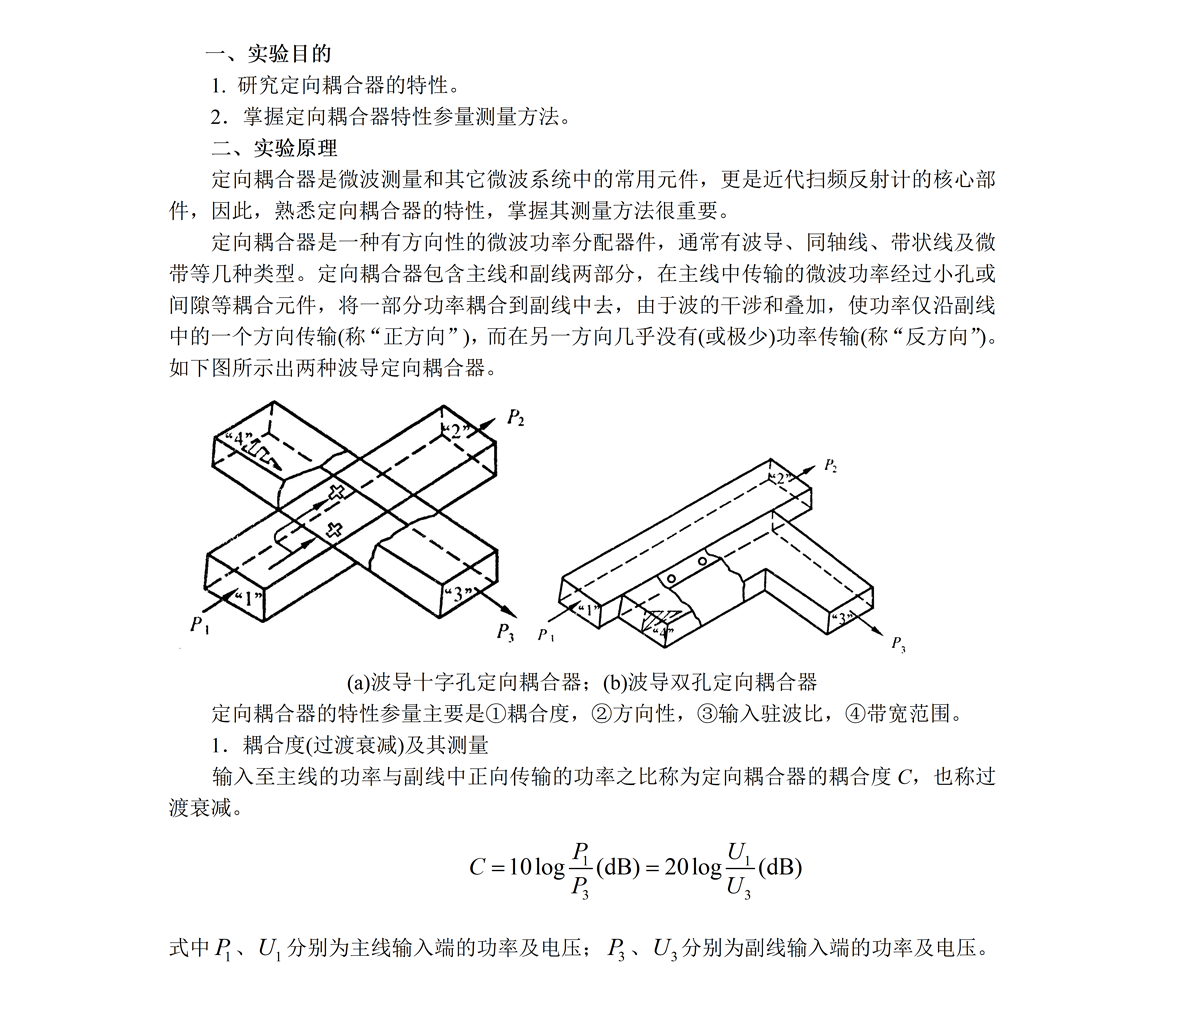 一、实验目的
1. 研究定向耦合器的特性。
2．掌握定向耦合器特性参量测量方法。
二、实验原理
定向耦合器是微波测量和其它微波系统中的常用元件，更是近代扫频反射计的核心部
件，因此，熟悉定向耦合器的特性，掌握其测量方法很重要。
定向耦合器是一种有方向性的微波功率分配器件，通常有波导、同轴线、带状线及微
带等几种类型。定向耦合器包含主线和副线两部分，在主线中传输的微波功率经过小孔或
间隙等耦合元件，将一部分功率耦合到副线中去，由于波的干涉和叠加，使功率仅沿副线
中的一个方向传输(称“正方向”)，而在另一方向几乎没有(或极少)功率传输(称“反方向”)。
如下图所示出两种波导定向耦合器。
“4” “2” P₂
“1” “3”
P₁ P₃
“2” P₂
“1” “4” “3”
P₁ P₃
(a)波导十字孔定向耦合器；(b)波导双孔定向耦合器
定向耦合器的特性参量主要是①耦合度，②方向性，③输入驻波比，④带宽范围。
1．耦合度(过渡衰减)及其测量
输入至主线的功率与副线中正向传输的功率之比称为定向耦合器的耦合度 C，也称过
渡衰减。
C = 10 log P₁/P₃ (dB) = 20 log U₁/U₃ (dB)
式中 P₁、U₁ 分别为主线输入端的功率及电压；P₃、U₃ 分别为副线输入端的功率及电压。